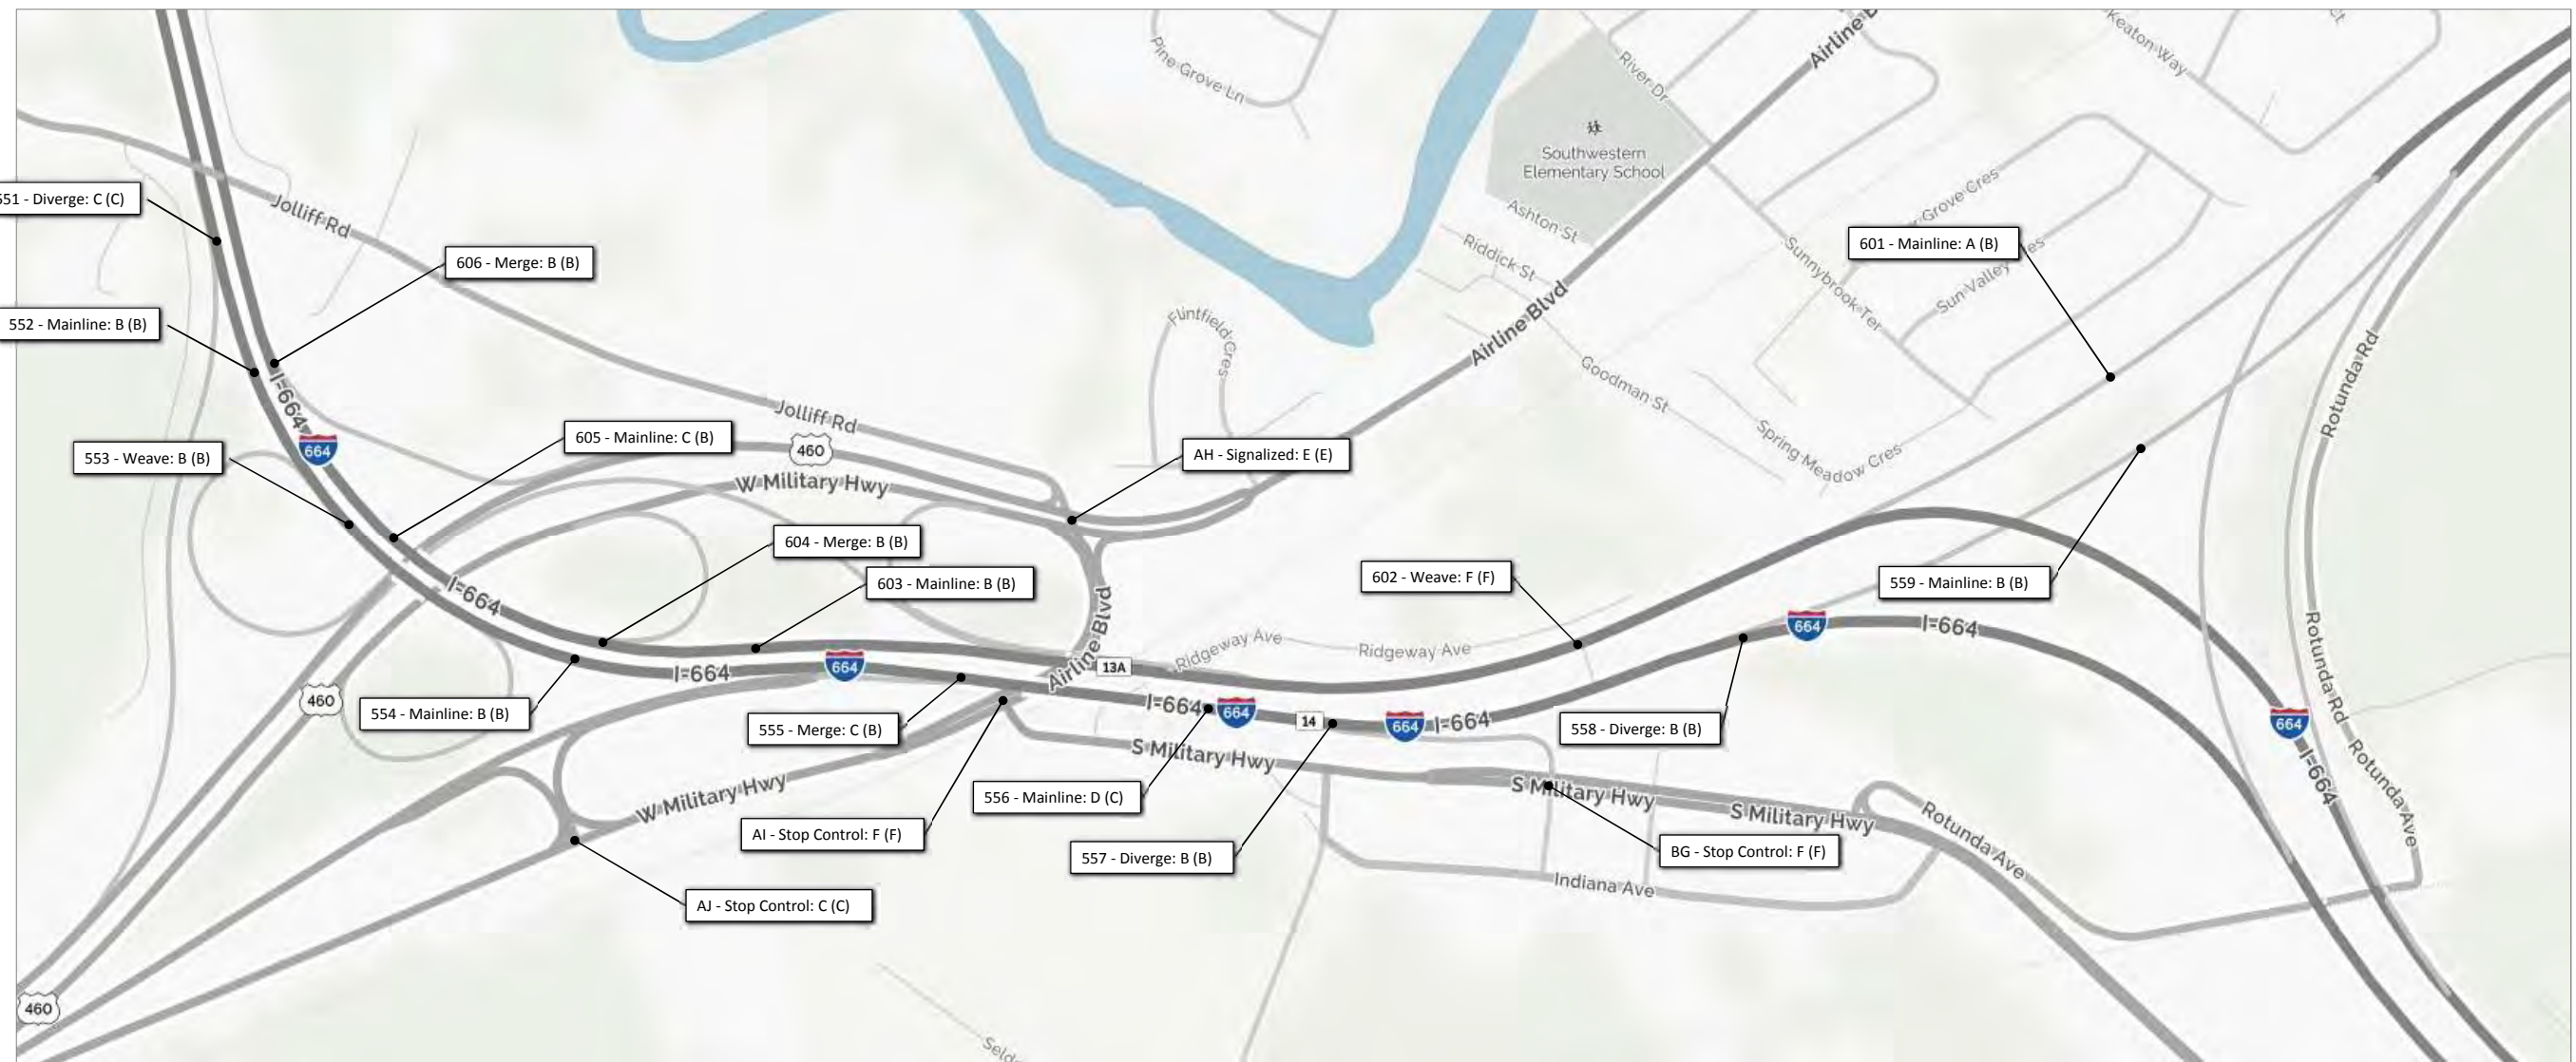 Airline B
Keaton Way
Ct
Pine Grove Ln
River Dr
Southwestern
Elementary School
551 - Diverge: C (C)
Jolliff Rd
Ashton St
Riddick St
Grove Cres
601 - Mainline: A (B)
606 - Merge: B (B)
Sunnybrook Ter
Sun Valley
es
552 - Mainline: B (B)
Flintfield Cres
Airline Blvd
Rotunda Rd
I-664
Goodman St
Jolliff Rd
605 - Mainline: C (B)
460
664
AH - Signalized: E (E)
553 - Weave: B (B)
Spring Meadow Cres
W Military Hwy
604 - Merge: B (B)
602 - Weave: F (F)
603 - Mainline: B (B)
559 - Mainline: B (B)
I-664
Airline Blvd
664
I-664
Ridgeway Ave
Ridgeway Ave
Rotunda Rd
13A
I-664
664
460
554 - Mainline: B (B)
555 - Merge: C (B)
I-664
664
14
664
I-664
558 - Diverge: B (B)
664
I-664
Rotunda Ave
S Military Hwy
W Military Hwy
556 - Mainline: D (C)
S Military Hwy
S Military Hwy
AI - Stop Control: F (F)
557 - Diverge: B (B)
BG - Stop Control: F (F)
Rotunda Ave
Indiana Ave
AJ - Stop Control: C (C)
460